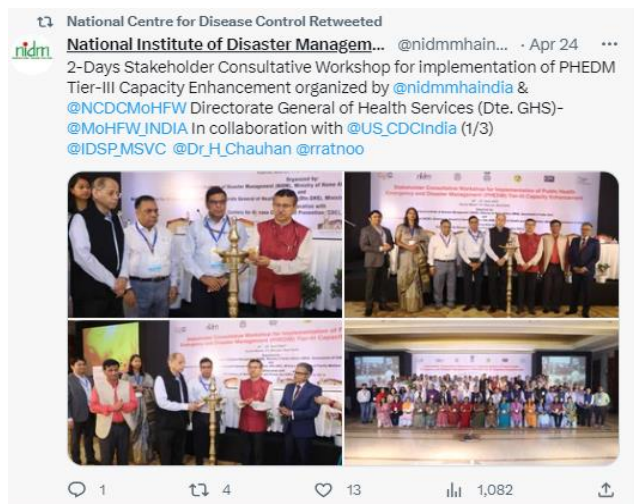 National Centre for Disease Control Retweeted
nidm
National Institute of Disaster Managem... @nidmmhain... · Apr 24 ...
2-Days Stakeholder Consultative Workshop for implementation of PHEDM
Tier-III Capacity Enhancement organized by @nidmmhaindia &
@NCDCMoHFW Directorate General of Health Services (Dte. GHS)-
@MoHFW_INDIA In collaboration with @US_CDCIndia (1/3)
@IDSP_MSVC @Dr_H_Chauhan @rratnoo
Organized by:
Stakeholder Consultative Workshop for Implementation of Public Health
Emergency and Disaster Management (PHEDM) Tier-III Capacity Enhancement
1
4
13
1,082